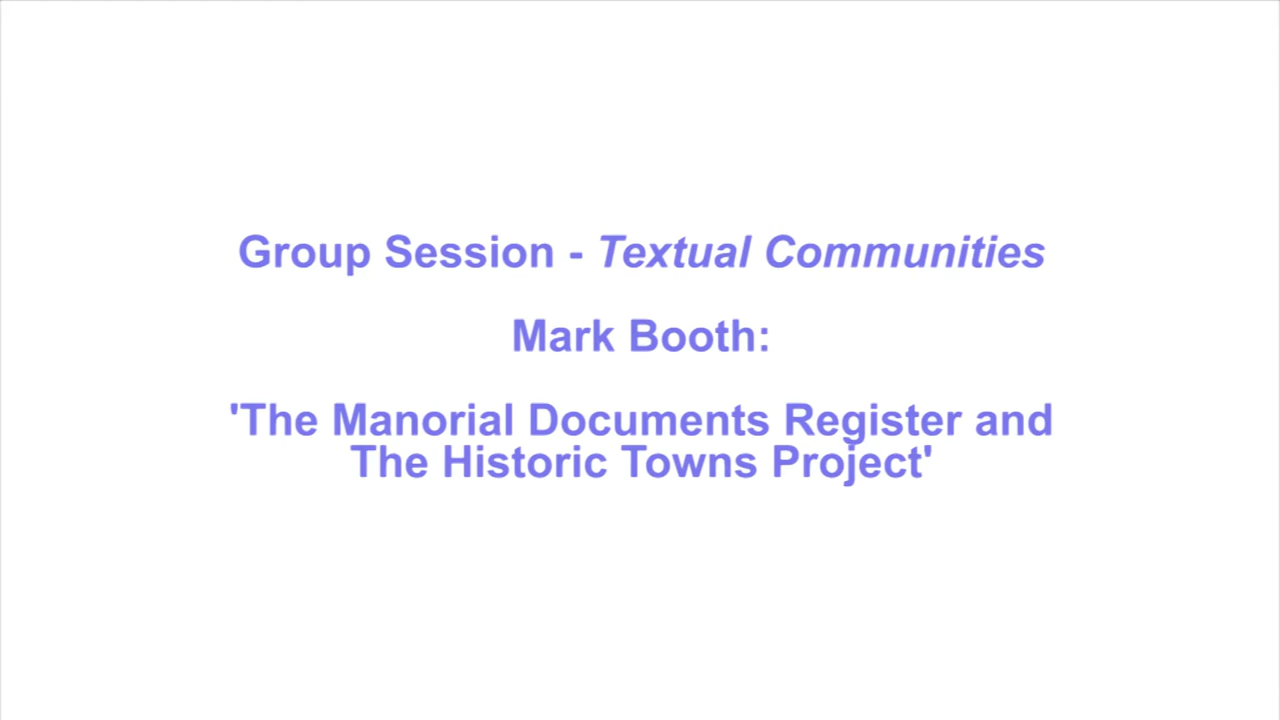 Group Session - Textual Communities
Mark Booth:
'The Manorial Documents Register and
The Historic Towns Project'